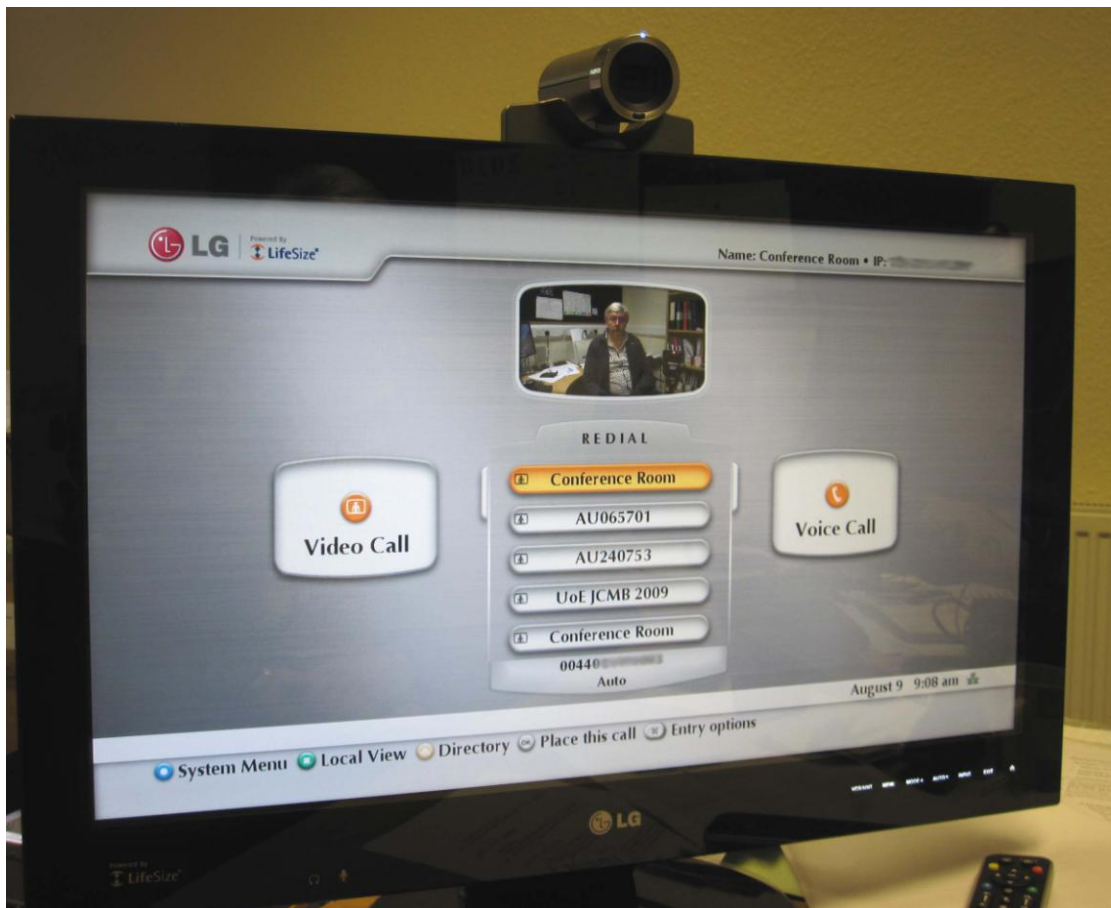 LG
Powered By
LifeSize
Name: Conference Room • IP:
REDIAL
Conference Room
AU065701
AU240753
UoE JCMB 2009
Conference Room
00440
Auto
Video Call
Voice Call
August 9 9:08 am
System Menu Local View Directory OK Place this call Entry options
LG
Powered By
LifeSize